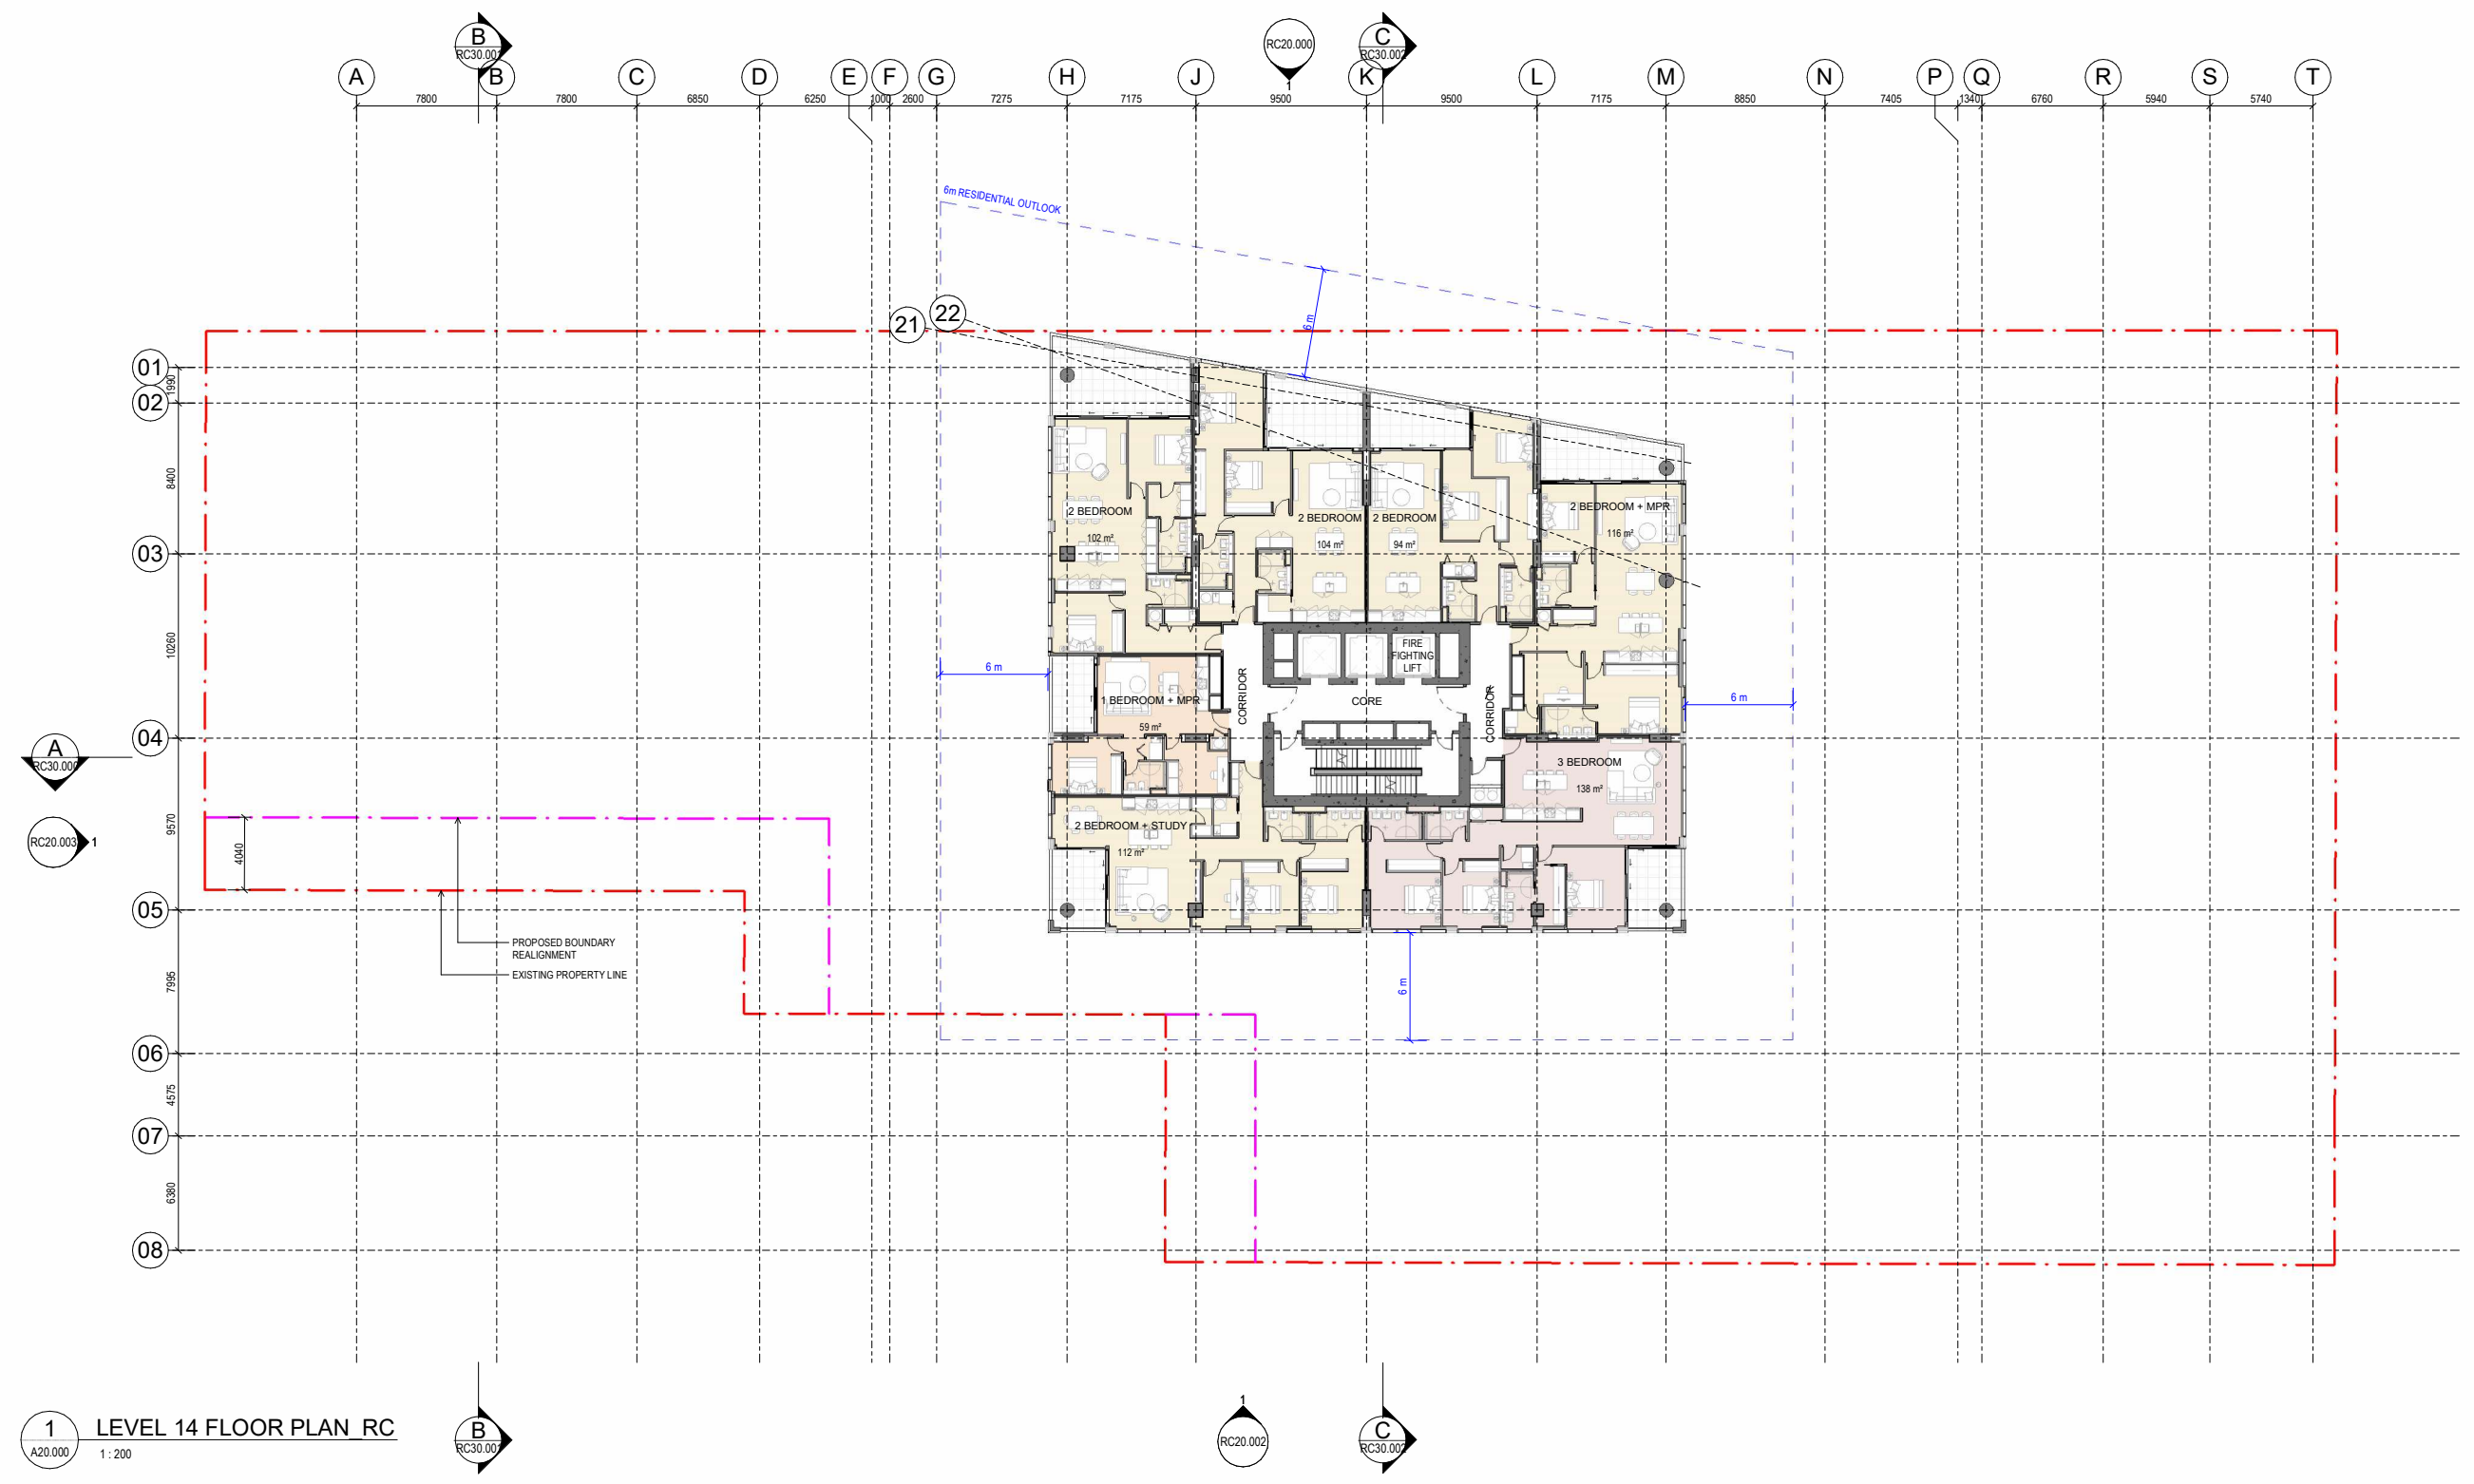 B
RC30.001
RC20.000
1
C
RC30.002
A
B
C
D
E
F
G
H
J
K
L
M
N
P
Q
R
S
T
7800
7800
6850
6250
1000
2600
7275
7175
9500
9500
7175
8850
7405
1340
6760
5940
5740
6m RESIDENTIAL OUTLOOK
6 m
21
22
01
02
03
04
05
06
07
08
1990
8400
10260
9570
7995
4575
6380
2 BEDROOM
102 m²
2 BEDROOM
104 m²
2 BEDROOM
94 m²
2 BEDROOM + MPR
116 m²
FIRE
FIGHTING
LIFT
6 m
1 BEDROOM + MPR
59 m²
CORRIDOR
CORE
CORRIDOR
6 m
A
RC30.000
3 BEDROOM
138 m²
2 BEDROOM + STUDY
112 m²
RC20.003
1
4040
PROPOSED BOUNDARY
REALIGNMENT
EXISTING PROPERTY LINE
6 m
1
A20.000
LEVEL 14 FLOOR PLAN_RC
1 : 200
B
RC30.001
1
RC20.002
C
RC30.002